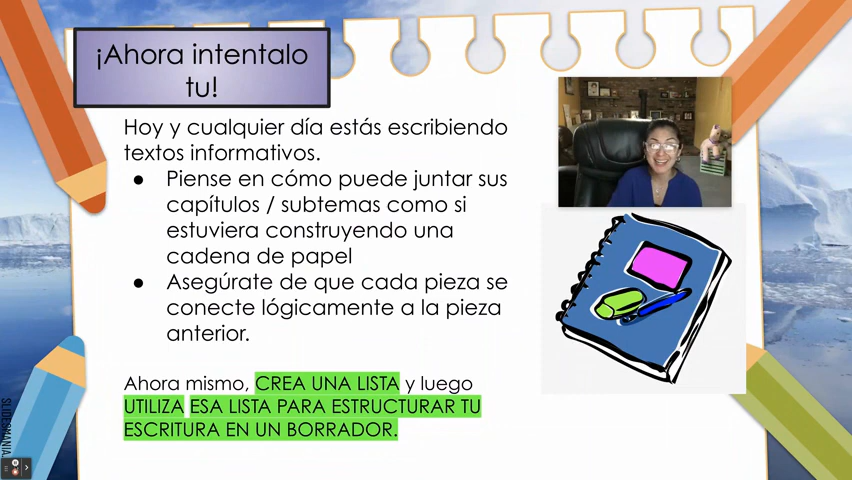 ¡Ahora intentalo
tu!
Hoy y cualquier día estás escribiendo
textos informativos.
● Piense en cómo puede juntar sus
capítulos / subtemas como si
estuviera construyendo una
cadena de papel
● Asegúrate de que cada pieza se
conecte lógicamente a la pieza
anterior.
Ahora mismo, CREA UNA LISTA y luego
UTILIZA ESA LISTA PARA ESTRUCTURAR TU
ESCRITURA EN UN BORRADOR.